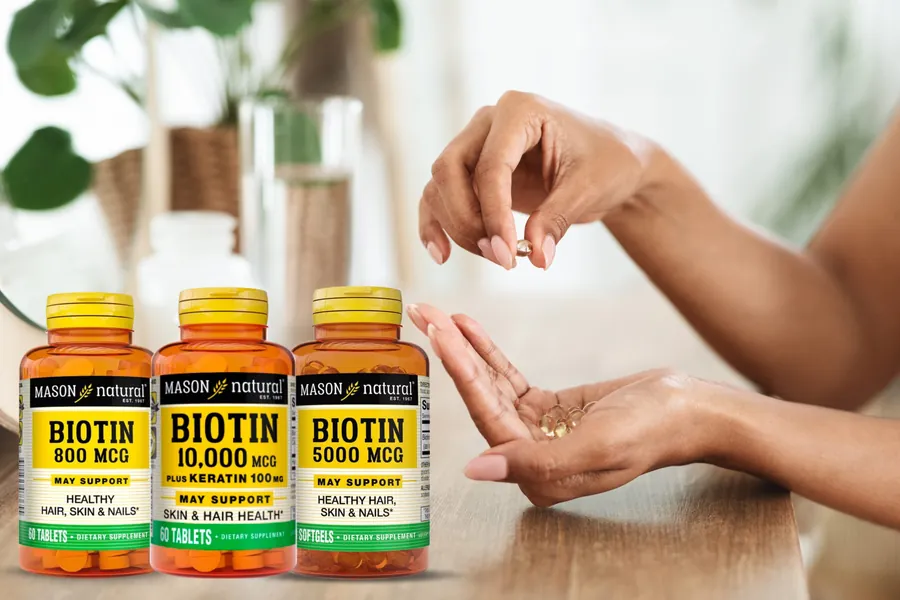 MASON natural
EST. 1967
BIOTIN
800 MCG
MAY SUPPORT
HEALTHY
HAIR, SKIN & NAILS*
60 TABLETS • DIETARY SUPPLEMENT
MASON natural
EST. 1967
BIOTIN
10,000 MCG
PLUS KERATIN 100 MG
MAY SUPPORT
SKIN & HAIR HEALTH*
60 TABLETS • DIETARY SUPPLEMENT
MASON natural
EST. 1967
BIOTIN
5000 MCG
MAY SUPPORT
HEALTHY HAIR,
SKIN & NAILS*
SOFTGELS • DIETARY SUPPLEMENT